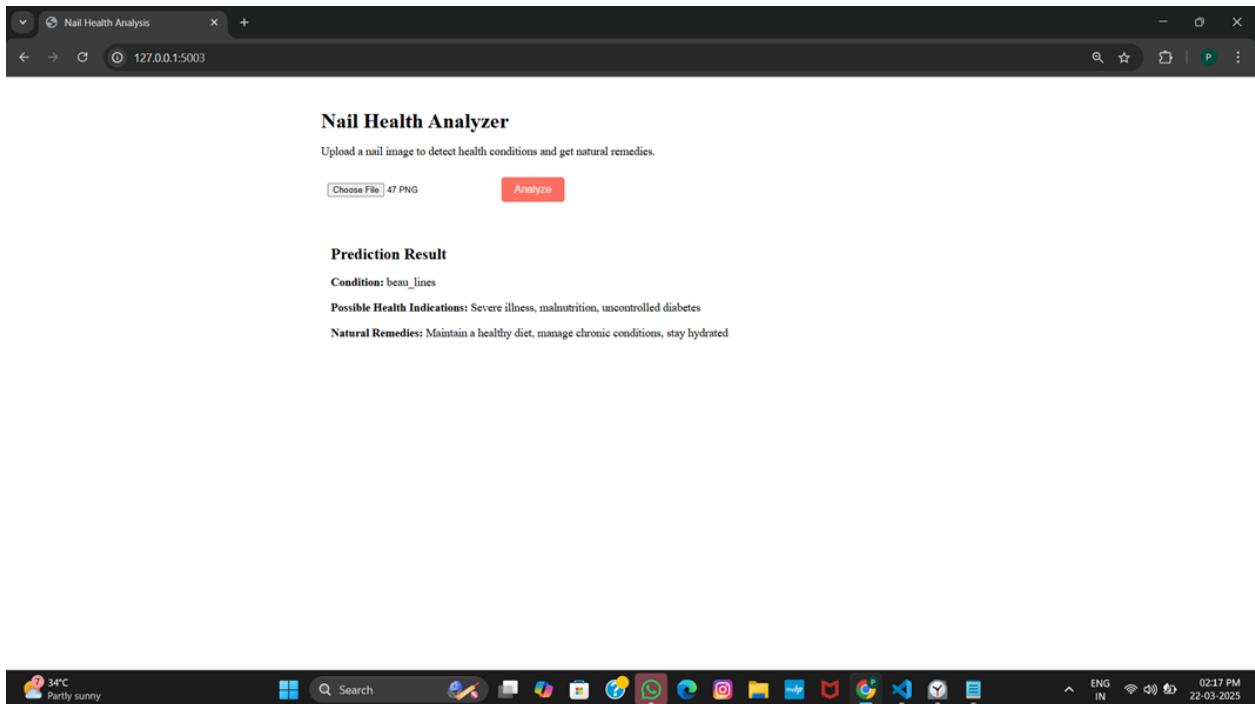 Nail Health Analysis
127.0.0.1:5003
P
Nail Health Analyzer
Upload a nail image to detect health conditions and get natural remedies.
Choose File 47.PNG Analyze
Prediction Result
Condition: beau_lines
Possible Health Indications: Severe illness, malnutrition, uncontrolled diabetes
Natural Remedies: Maintain a healthy diet, manage chronic conditions, stay hydrated
7 34°C Search ENG 02:17 PM
Partly sunny IN 22-03-2025